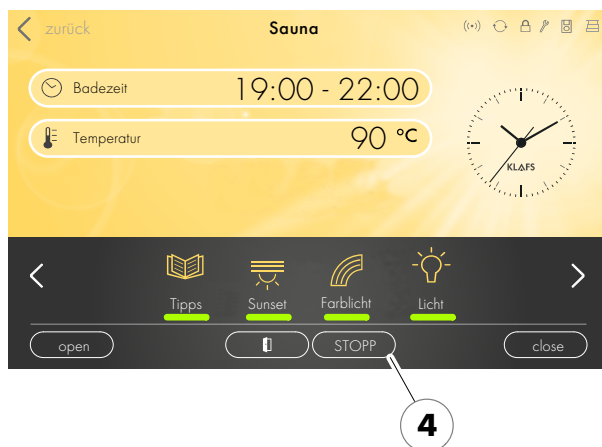 zurück
Sauna
Badezeit 19:00 - 22:00
Temperatur 90 °C
KLAFS
Tipps Sunset Farblicht Licht
open STOPP close
4